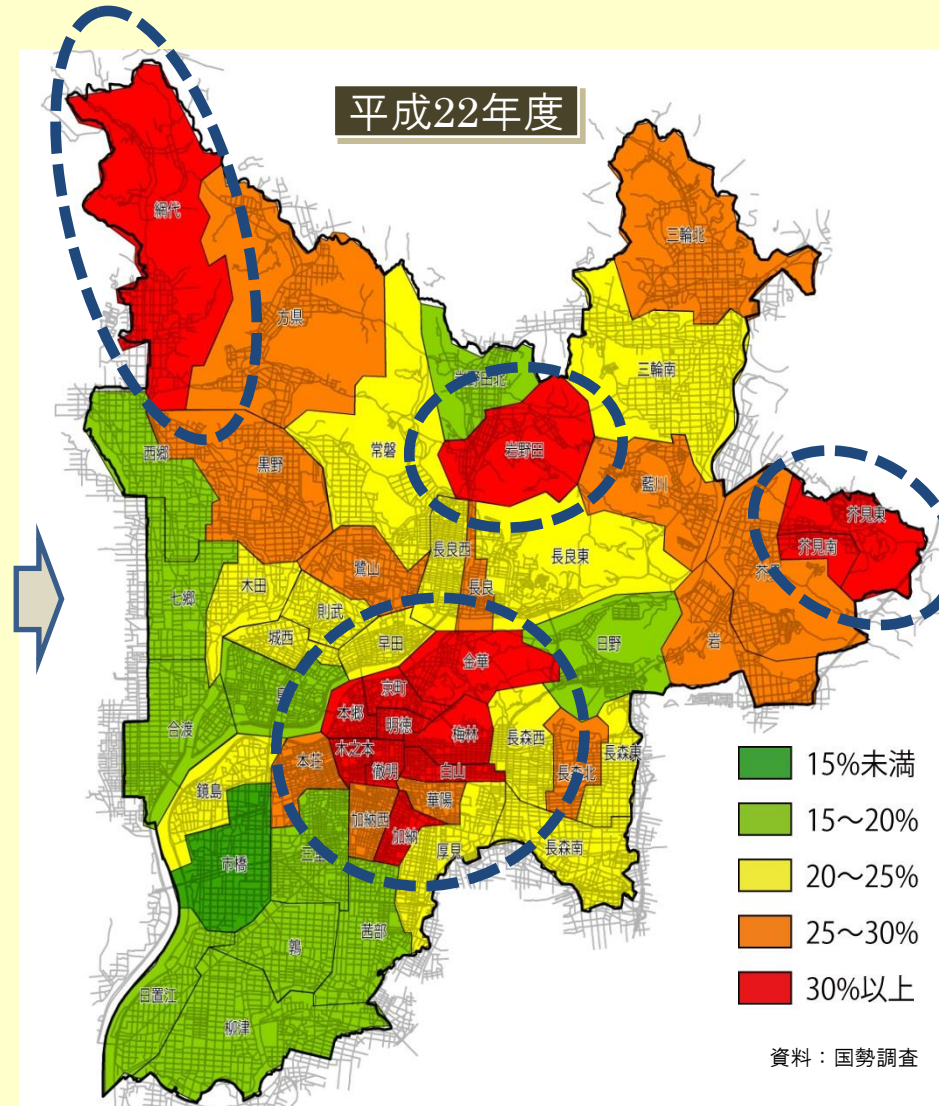 平成22年度
網代
三輪北
方県
三輪南
岩野田北
岩野田
常磐
西郷
黒野
藍川
芥見東
芥見南
長良西
長良東
鷺山
長良
木田
七郷
則武
城西
早田
日野
岩
金華
京町
本郷
明徳
梅林
合渡
木之本
本荘
徹明
白山
長森西
長森北
長森東
鏡島
華陽
加納西
加納
厚見
長森南
市橋
茜部
鶉
日置江
柳津
15%未満
15～20%
20～25%
25～30%
30%以上
資料：国勢調査